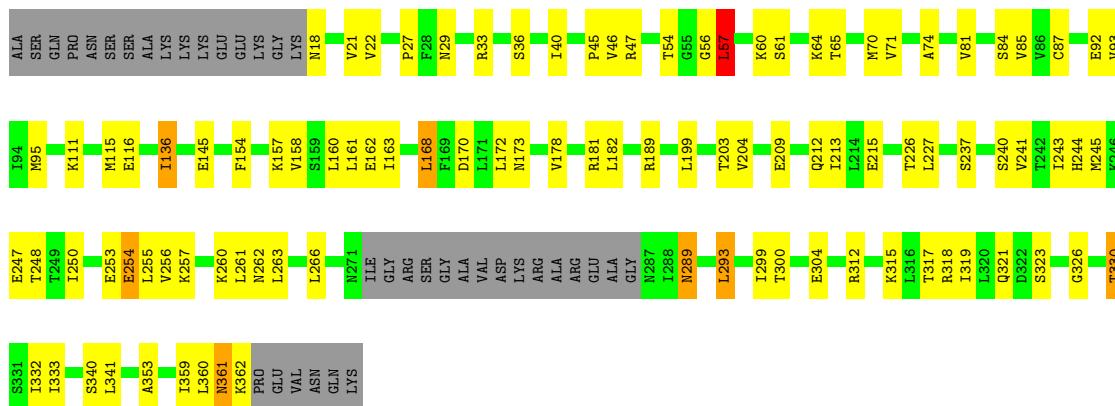 ALA SER GLN PRO ASN SER SER ALA LYS LYS LYS GLU GLU LYS GLY LYS N18 V21 V22 P27 F28 N29 R33 S36 I40 P45 V46 R47 T54 G55 G56 L57 K60 S61 K64 T65 M70 V71 A74 V81 S84 V85 V86 C87 E92 V93
I94 M95 K111 M115 E116 I136 E145 F154 K157 V158 S159 L160 L161 E162 I163 L168 F169 D170 L171 L172 N173 V178 R181 L182 R189 L199 T203 V204 E209 Q212 I213 L214 E215 T226 L227 S237 S240 V241 T242 I243 H244 M245 K246
E247 T248 T249 I250 E253 E254 L255 V256 K257 K260 L261 N262 L263 L266 N271 ILE GLY ARG SER GLY ALA VAL ASP LYS ARG ALA ARG GLU ALA GLY N287 I288 N289 L293 I299 T300 E304 R312 K315 L316 T317 R318 I319 L320 Q321 D322 S323 G326 T330
S331 I332 I333 S340 L341 A353 I359 L360 N361 K362 PRO GLU VAL ASN GLN LYS